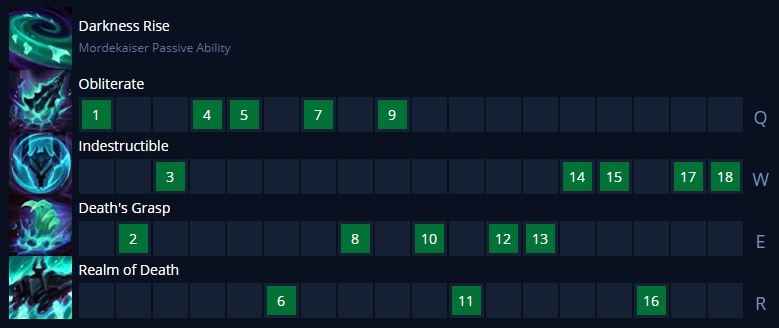 Darkness Rise
Mordekaiser Passive Ability
Obliterate
1 4 5 7 9 Q
Indestructible
3 14 15 17 18 W
Death's Grasp
2 8 10 12 13 E
Realm of Death
6 11 16 R